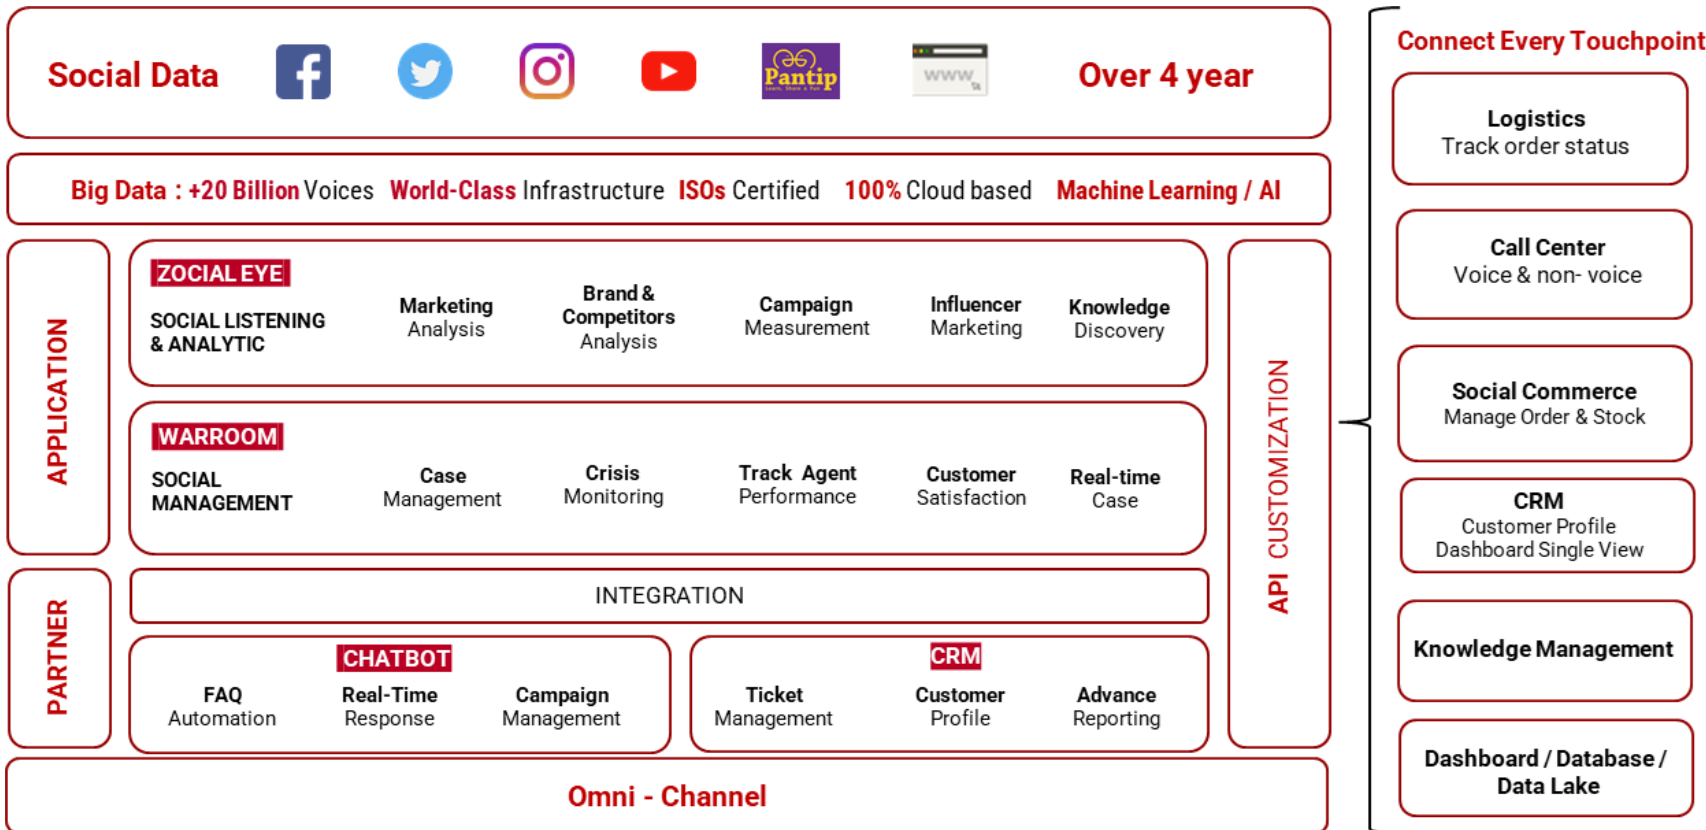 Social Data
Pantip
Learn, Share & Fun
www
Over 4 year
Big Data : +20 Billion Voices World-Class Infrastructure ISOs Certified 100% Cloud based Machine Learning / AI
APPLICATION
ZOCIAL EYE
SOCIAL LISTENING
& ANALYTIC
Marketing
Analysis
Brand &
Competitors
Analysis
Campaign
Measurement
Influencer
Marketing
Knowledge
Discovery
WARROOM
SOCIAL
MANAGEMENT
Case
Management
Crisis
Monitoring
Track Agent
Performance
Customer
Satisfaction
Real-time
Case
PARTNER
INTEGRATION
CHATBOT
FAQ
Automation
Real-Time
Response
Campaign
Management
CRM
Ticket
Management
Customer
Profile
Advance
Reporting
API CUSTOMIZATION
Omni - Channel
Connect Every Touchpoint
Logistics
Track order status
Call Center
Voice & non- voice
Social Commerce
Manage Order & Stock
CRM
Customer Profile
Dashboard Single View
Knowledge Management
Dashboard / Database /
Data Lake